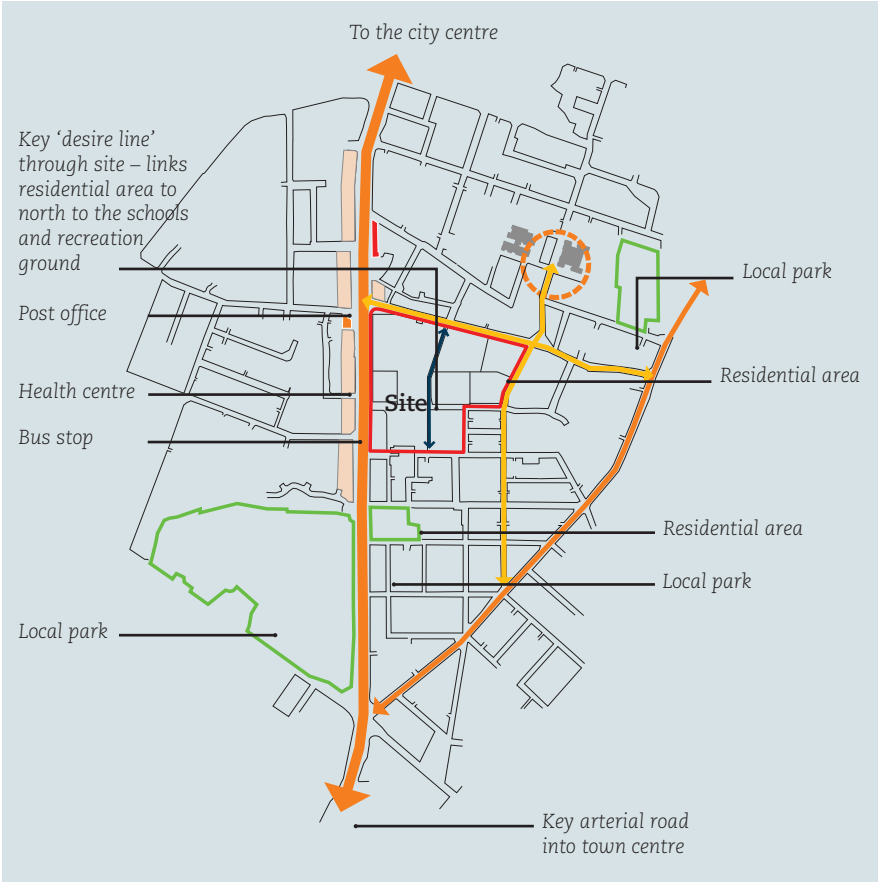 To the city centre
Key ‘desire line’
through site – links
residential area to
north to the schools
and recreation
ground
Local park
Post office
Residential area
Health centre
Site
Bus stop
Residential area
Local park
Local park
Key arterial road
into town centre